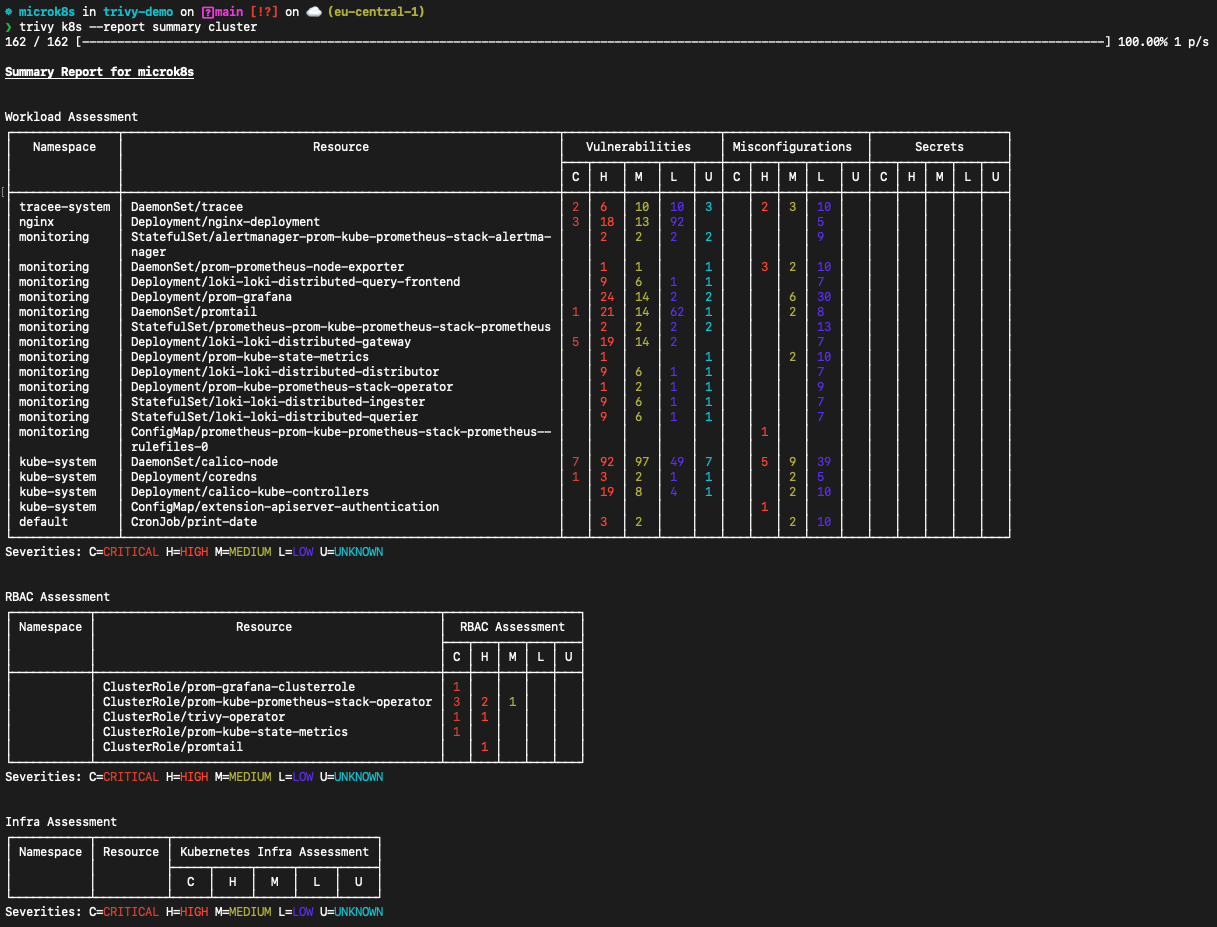 microk8s in trivy-demo on main [!?] on ☁️ (eu-central-1)
❯ trivy k8s --report summary cluster
162 / 162 [------------------------------------------------------------------------------------------------------------------------] 100.00% 1 p/s
Summary Report for microk8s
Workload Assessment
Namespace Resource Vulnerabilities Misconfigurations Secrets
C H M L U C H M L U C H M L U
tracee-system DaemonSet/tracee 2 6 10 10 3 2 3 10
nginx Deployment/nginx-deployment 3 18 13 92 5
monitoring StatefulSet/alertmanager-prom-kube-prometheus-stack-alertma- 2 2 2 2 9
nager
monitoring DaemonSet/prom-prometheus-node-exporter 1 1 1 3 2 10
monitoring Deployment/loki-loki-distributed-query-frontend 9 6 1 1 7
monitoring Deployment/prom-grafana 24 14 2 2 6 30
monitoring DaemonSet/promtail 1 21 14 62 1 2 8
monitoring StatefulSet/prometheus-prom-kube-prometheus-stack-prometheus 2 2 2 2 13
monitoring Deployment/loki-loki-distributed-gateway 5 19 14 2 7
monitoring Deployment/prom-kube-state-metrics 1 1 2 10
monitoring Deployment/loki-loki-distributed-distributor 9 6 1 1 7
monitoring Deployment/prom-kube-prometheus-stack-operator 1 2 1 1 9
monitoring StatefulSet/loki-loki-distributed-ingester 9 6 1 1 7
monitoring StatefulSet/loki-loki-distributed-querier 9 6 1 1 7
monitoring ConfigMap/prometheus-prom-kube-prometheus-stack-prometheus-- 1
rulefiles-0
kube-system DaemonSet/calico-node 7 92 97 49 7 5 9 39
kube-system Deployment/coredns 1 3 2 1 1 2 5
kube-system Deployment/calico-kube-controllers 19 8 4 1 2 10
kube-system ConfigMap/extension-apiserver-authentication 1
default CronJob/print-date 3 2 2 10
Severities: C=CRITICAL H=HIGH M=MEDIUM L=LOW U=UNKNOWN
RBAC Assessment
Namespace Resource RBAC Assessment
C H M L U
ClusterRole/prom-grafana-clusterrole 1
ClusterRole/prom-kube-prometheus-stack-operator 3 2 1
ClusterRole/trivy-operator 1 1
ClusterRole/prom-kube-state-metrics 1
ClusterRole/promtail 1
Severities: C=CRITICAL H=HIGH M=MEDIUM L=LOW U=UNKNOWN
Infra Assessment
Namespace Resource Kubernetes Infra Assessment
C H M L U
Severities: C=CRITICAL H=HIGH M=MEDIUM L=LOW U=UNKNOWN